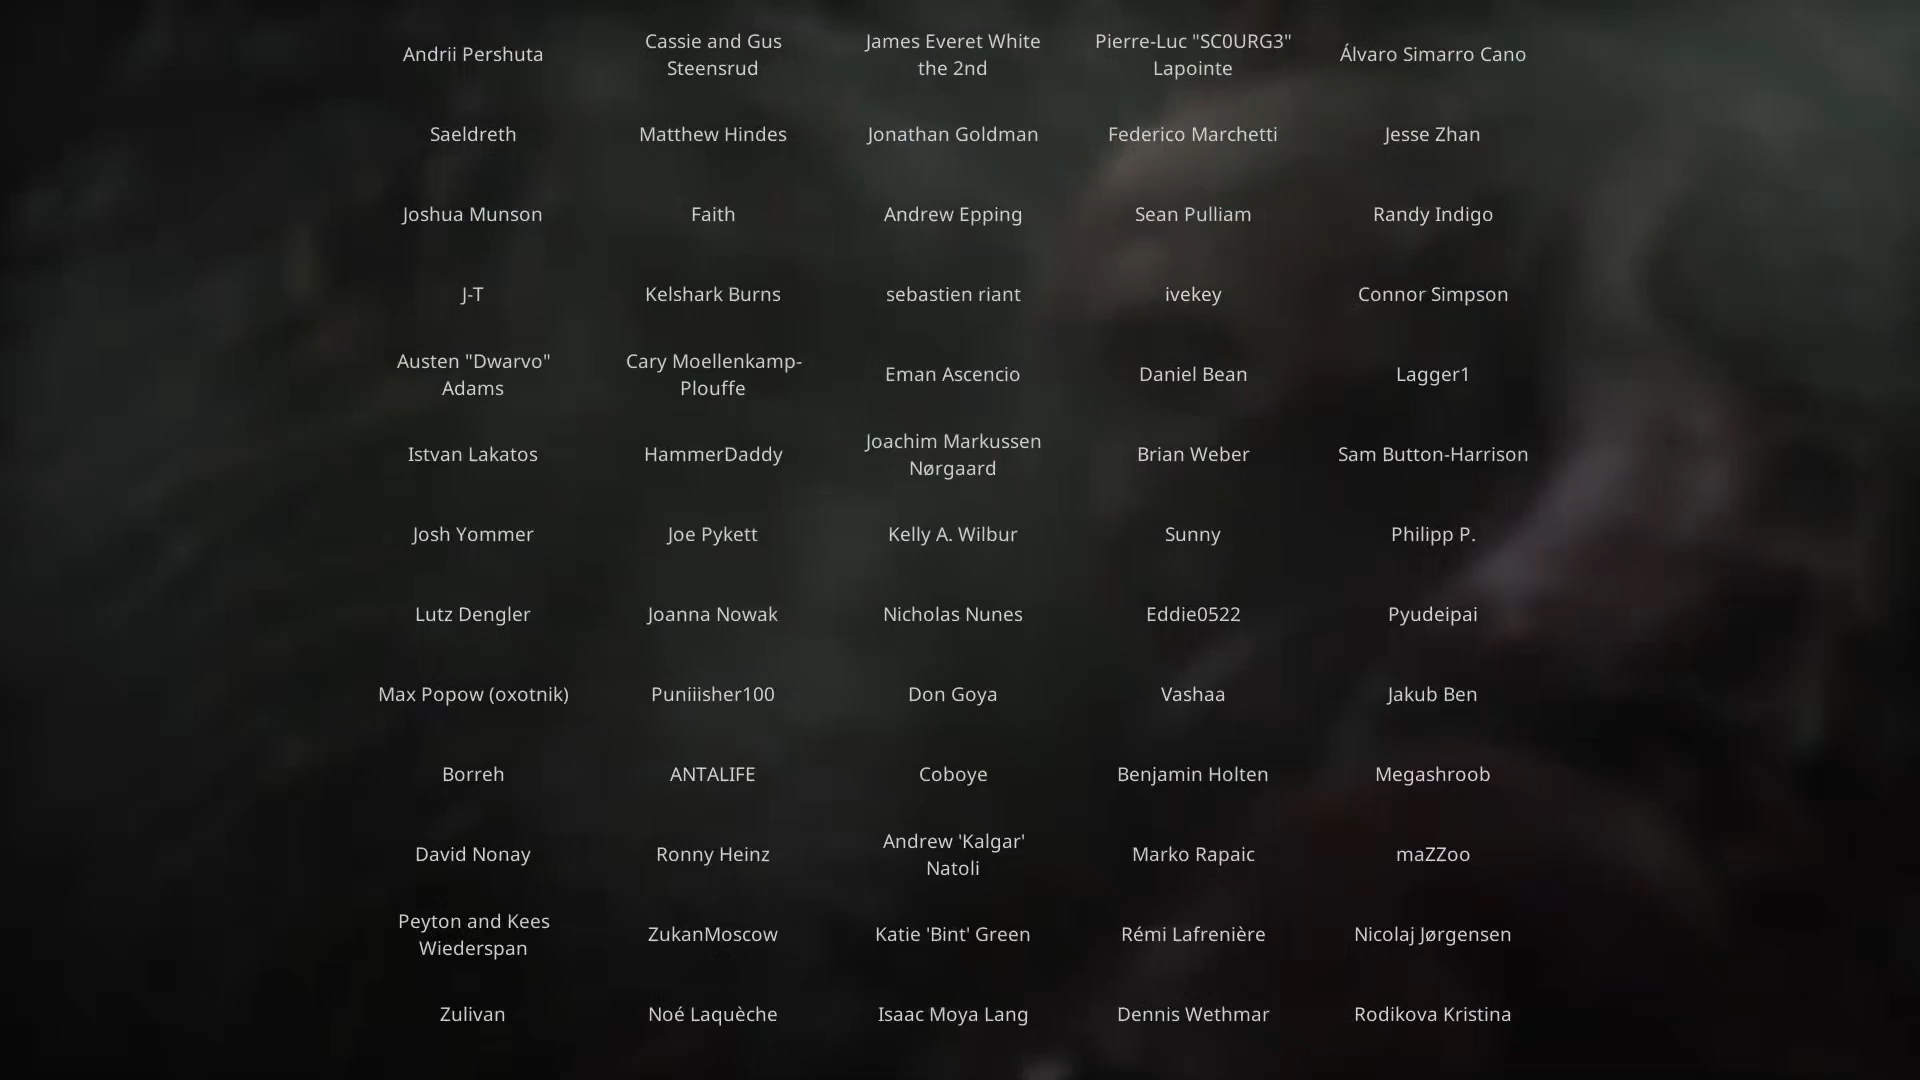 Andrii Pershuta
Cassie and Gus
Steensrud
James Everet White
the 2nd
Pierre-Luc "SC0URG3"
Lapointe
Álvaro Simarro Cano
Saeldreth
Matthew Hindes
Jonathan Goldman
Federico Marchetti
Jesse Zhan
Joshua Munson
Faith
Andrew Epping
Sean Pulliam
Randy Indigo
J-T
Kelshark Burns
sebastien riant
ivekey
Connor Simpson
Austen "Dwarvo"
Adams
Cary Moellenkamp-
Plouffe
Eman Ascencio
Daniel Bean
Lagger1
Istvan Lakatos
HammerDaddy
Joachim Markussen
Nørgaard
Brian Weber
Sam Button-Harrison
Josh Yommer
Joe Pykett
Kelly A. Wilbur
Sunny
Philipp P.
Lutz Dengler
Joanna Nowak
Nicholas Nunes
Eddie0522
Pyudeipai
Max Popow (oxotnik)
Puniiisher100
Don Goya
Vashaa
Jakub Ben
Borreh
ANTALIFE
Coboye
Benjamin Holten
Megashroob
David Nonay
Ronny Heinz
Andrew 'Kalgar'
Natoli
Marko Rapaic
maZZoo
Peyton and Kees
Wiederspan
ZukanMoscow
Katie 'Bint' Green
Rémi Lafrenière
Nicolaj Jørgensen
Zulivan
Noé Laquèche
Isaac Moya Lang
Dennis Wethmar
Rodikova Kristina